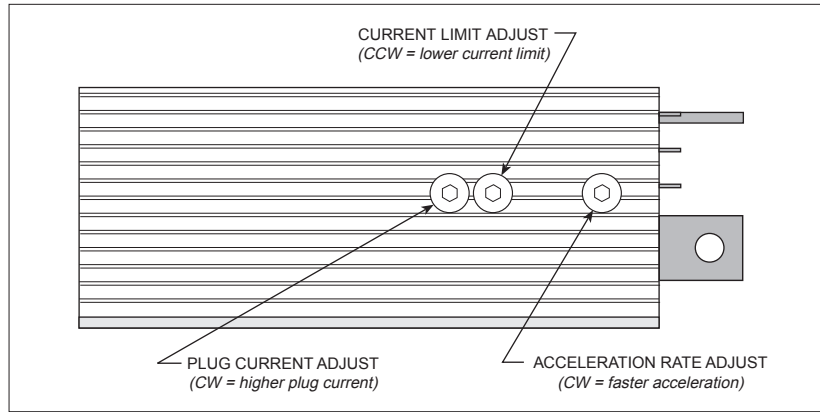 CURRENT LIMIT ADJUST
(CCW = lower current limit)
PLUG CURRENT ADJUST
(CW = higher plug current)
ACCELERATION RATE ADJUST
(CW = faster acceleration)